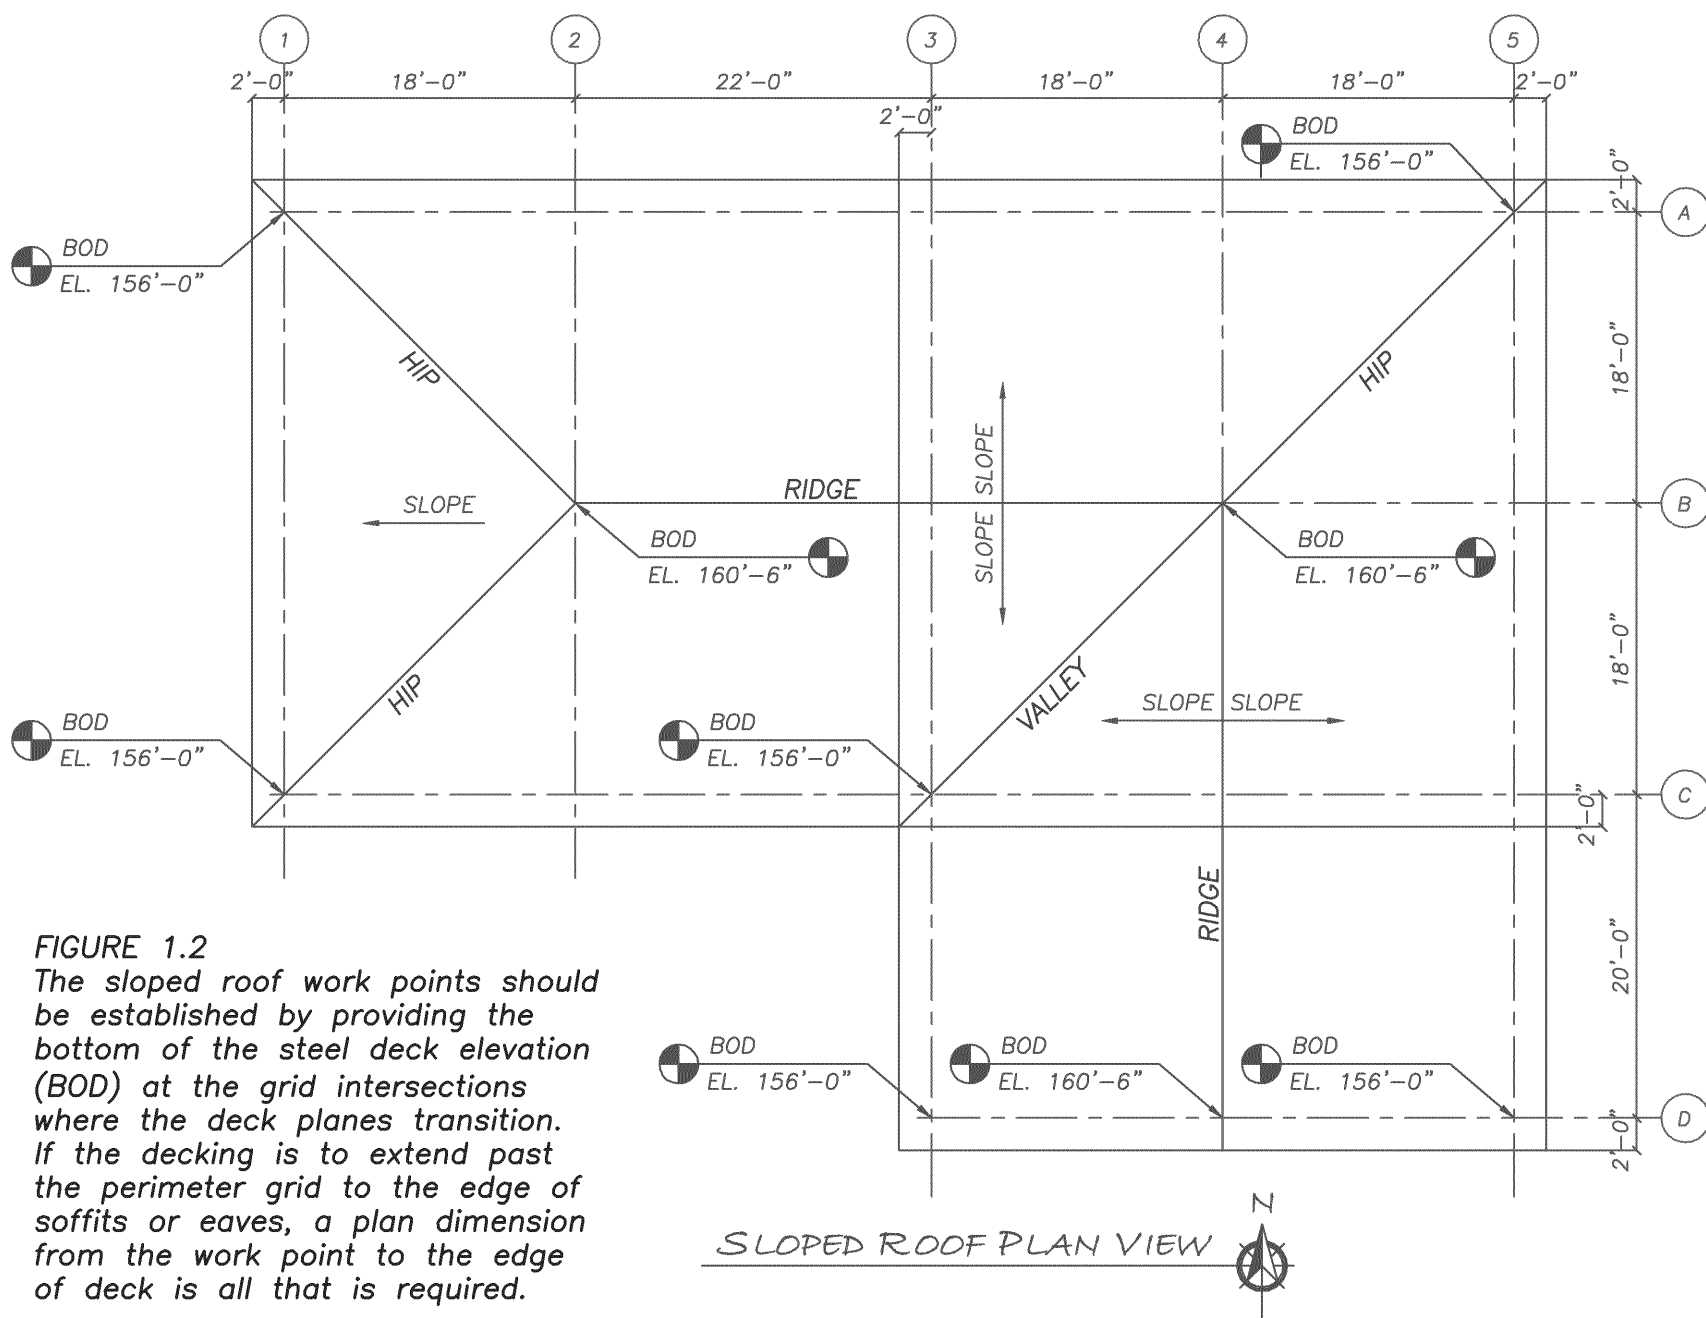 1
2
3
4
5
2'-0"
18'-0"
22'-0"
18'-0"
18'-0"
2'-0"
2'-0"
BOD
EL. 156'-0"
2'-0"
A
BOD
EL. 156'-0"
18'-0"
HIP
HIP
SLOPE
SLOPE
RIDGE
SLOPE
B
BOD
EL. 160'-6"
BOD
EL. 160'-6"
18'-0"
HIP
VALLEY
SLOPE
SLOPE
BOD
EL. 156'-0"
BOD
EL. 156'-0"
C
2'-0"
RIDGE
20'-0"
FIGURE 1.2
The sloped roof work points should
be established by providing the
bottom of the steel deck elevation
(BOD) at the grid intersections
where the deck planes transition.
If the decking is to extend past
the perimeter grid to the edge of
soffits or eaves, a plan dimension
from the work point to the edge
of deck is all that is required.
BOD
EL. 156'-0"
BOD
EL. 160'-6"
BOD
EL. 156'-0"
D
2'-0"
SLOPED ROOF PLAN VIEW
N